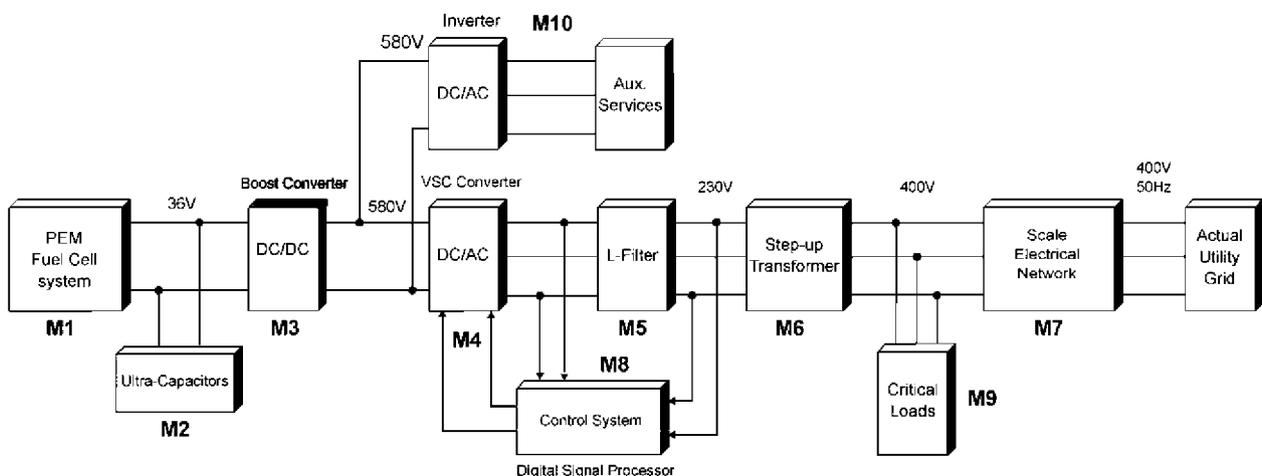 Inverter
M10
580V
DC/AC
Aux.
Services
Boost Converter
VSC Converter
230V
400V
400V
50Hz
36V
580V
PEM
Fuel Cell
system
DC/DC
DC/AC
L-Filter
Step-up
Transformer
Scale
Electrical
Network
Actual
Utility
Grid
M1
M3
M4
M5
M6
M7
M8
Ultra-Capacitors
M2
Control System
Critical
Loads
M9
Digital Signal Processor